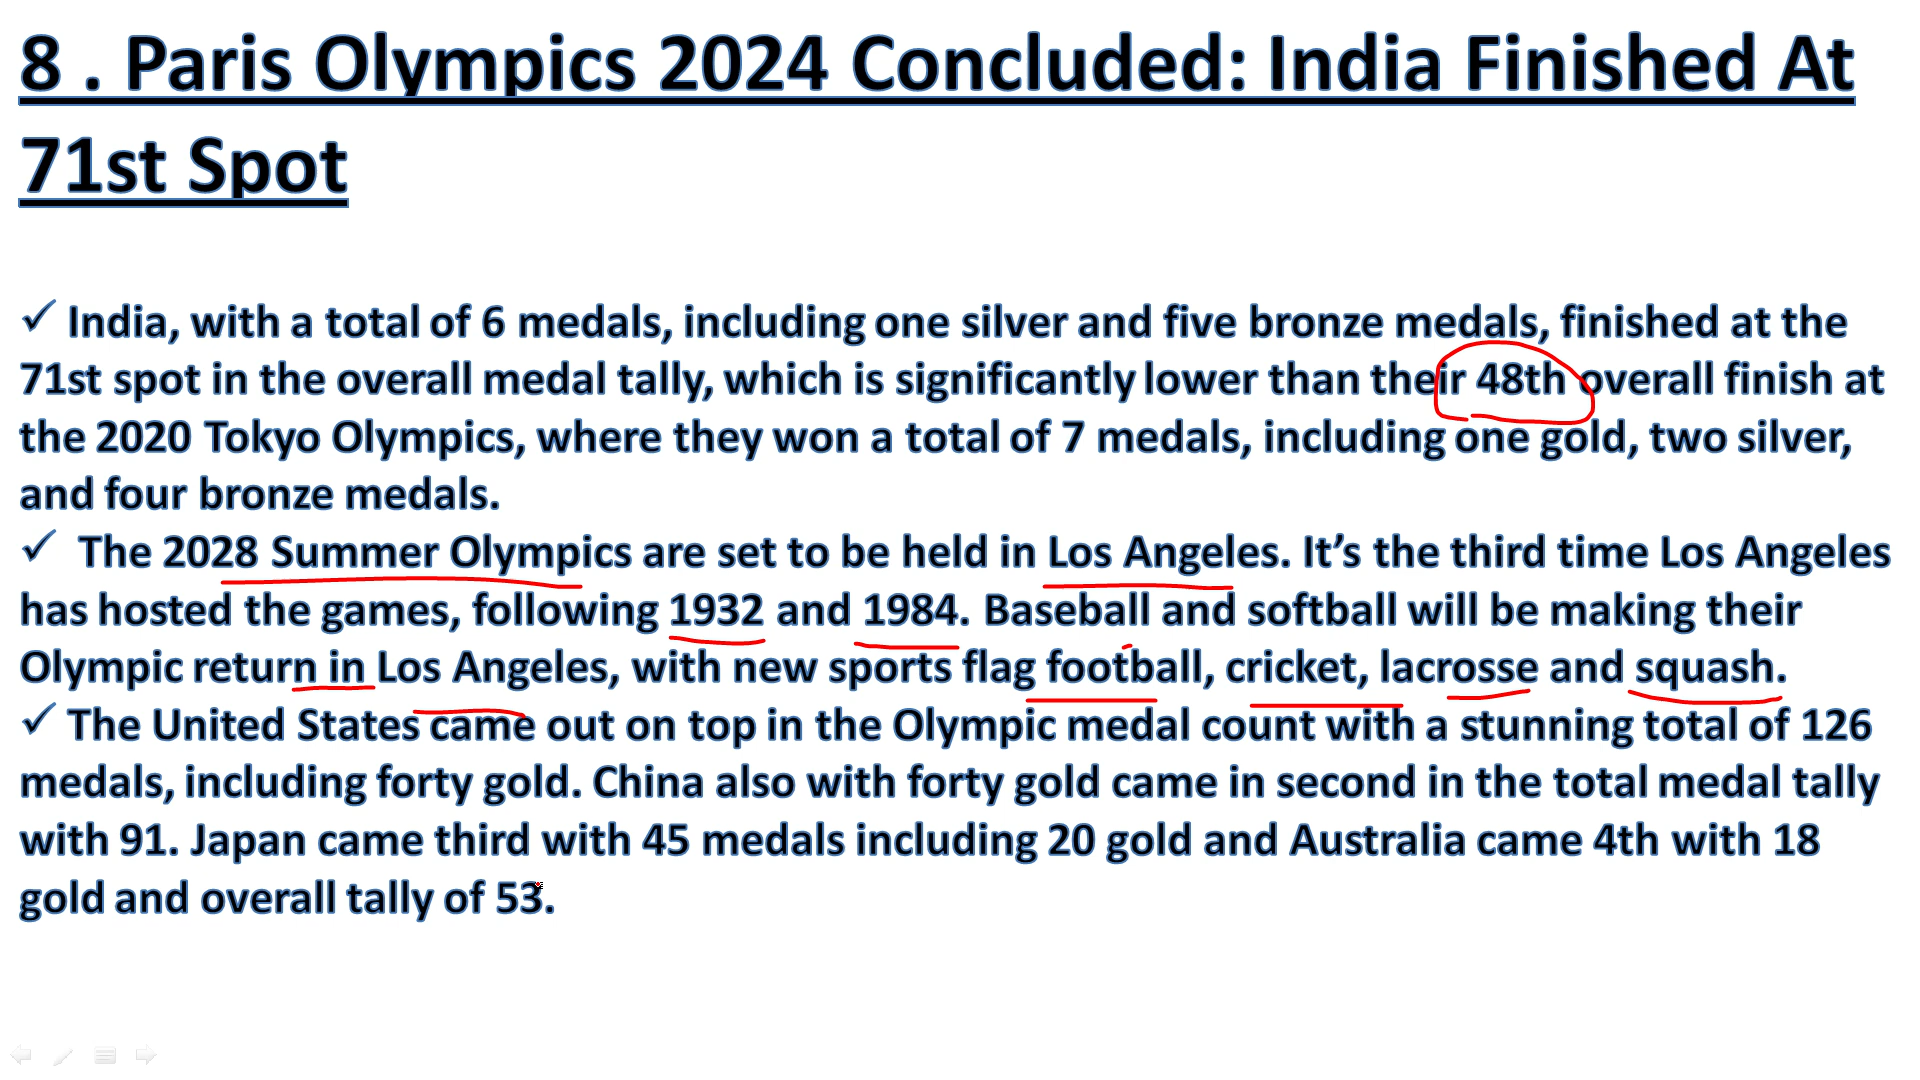 8 . Paris Olympics 2024 Concluded: India Finished At
71st Spot
✓ India, with a total of 6 medals, including one silver and five bronze medals, finished at the
71st spot in the overall medal tally, which is significantly lower than their 48th overall finish at
the 2020 Tokyo Olympics, where they won a total of 7 medals, including one gold, two silver,
and four bronze medals.
✓ The 2028 Summer Olympics are set to be held in Los Angeles. It’s the third time Los Angeles
has hosted the games, following 1932 and 1984. Baseball and softball will be making their
Olympic return in Los Angeles, with new sports flag football, cricket, lacrosse and squash.
✓ The United States came out on top in the Olympic medal count with a stunning total of 126
medals, including forty gold. China also with forty gold came in second in the total medal tally
with 91. Japan came third with 45 medals including 20 gold and Australia came 4th with 18
gold and overall tally of 53.